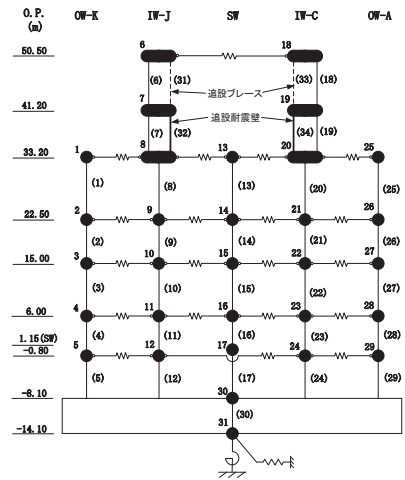 O.P. OW-K IW-J SW IW-C OW-A
(m)
50.50 6 18
(6) (31) (33) (18)
追設ブレース
41.20 7 19
追設耐震壁
(7) (32) (34) (19)
33.20 1 8 13 20 25
(1) (8) (13) (20) (25)
22.50 2 9 14 21 26
(2) (9) (14) (21) (26)
15.00 3 10 15 22 27
(3) (10) (15) (22) (27)
6.00 4 11 16 23 28
1.15(SW) (4) (11) (16) (23) (28)
-0.80 5 12 17 24 29
(5) (12) (17) (24) (29)
-8.10 30
(30)
-14.10 31